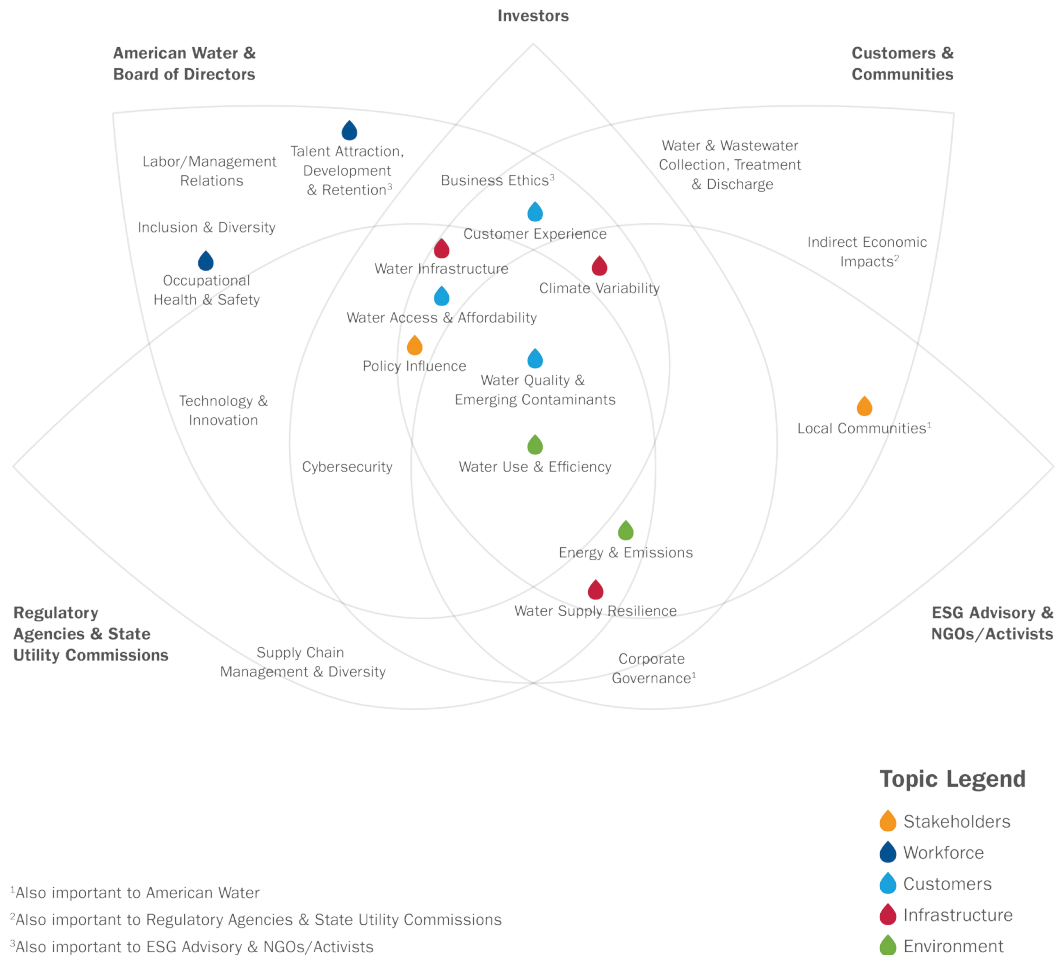 Investors
American Water &
Board of Directors
Customers &
Communities
Labor/Management
Relations
Talent Attraction,
Development
& Retention³
Business Ethics³
Water & Wastewater
Collection, Treatment
& Discharge
Inclusion & Diversity
Customer Experience
Indirect Economic
Impacts²
Occupational
Health & Safety
Water Infrastructure
Climate Variability
Water Access & Affordability
Policy Influence
Water Quality &
Emerging Contaminants
Technology &
Innovation
Local Communities¹
Cybersecurity
Water Use & Efficiency
Energy & Emissions
Water Supply Resilience
Regulatory
Agencies & State
Utility Commissions
ESG Advisory &
NGOs/Activists
Supply Chain
Management & Diversity
Corporate
Governance¹
Topic Legend
Stakeholders
Workforce
Customers
Infrastructure
Environment
¹Also important to American Water
²Also important to Regulatory Agencies & State Utility Commissions
³Also important to ESG Advisory & NGOs/Activists